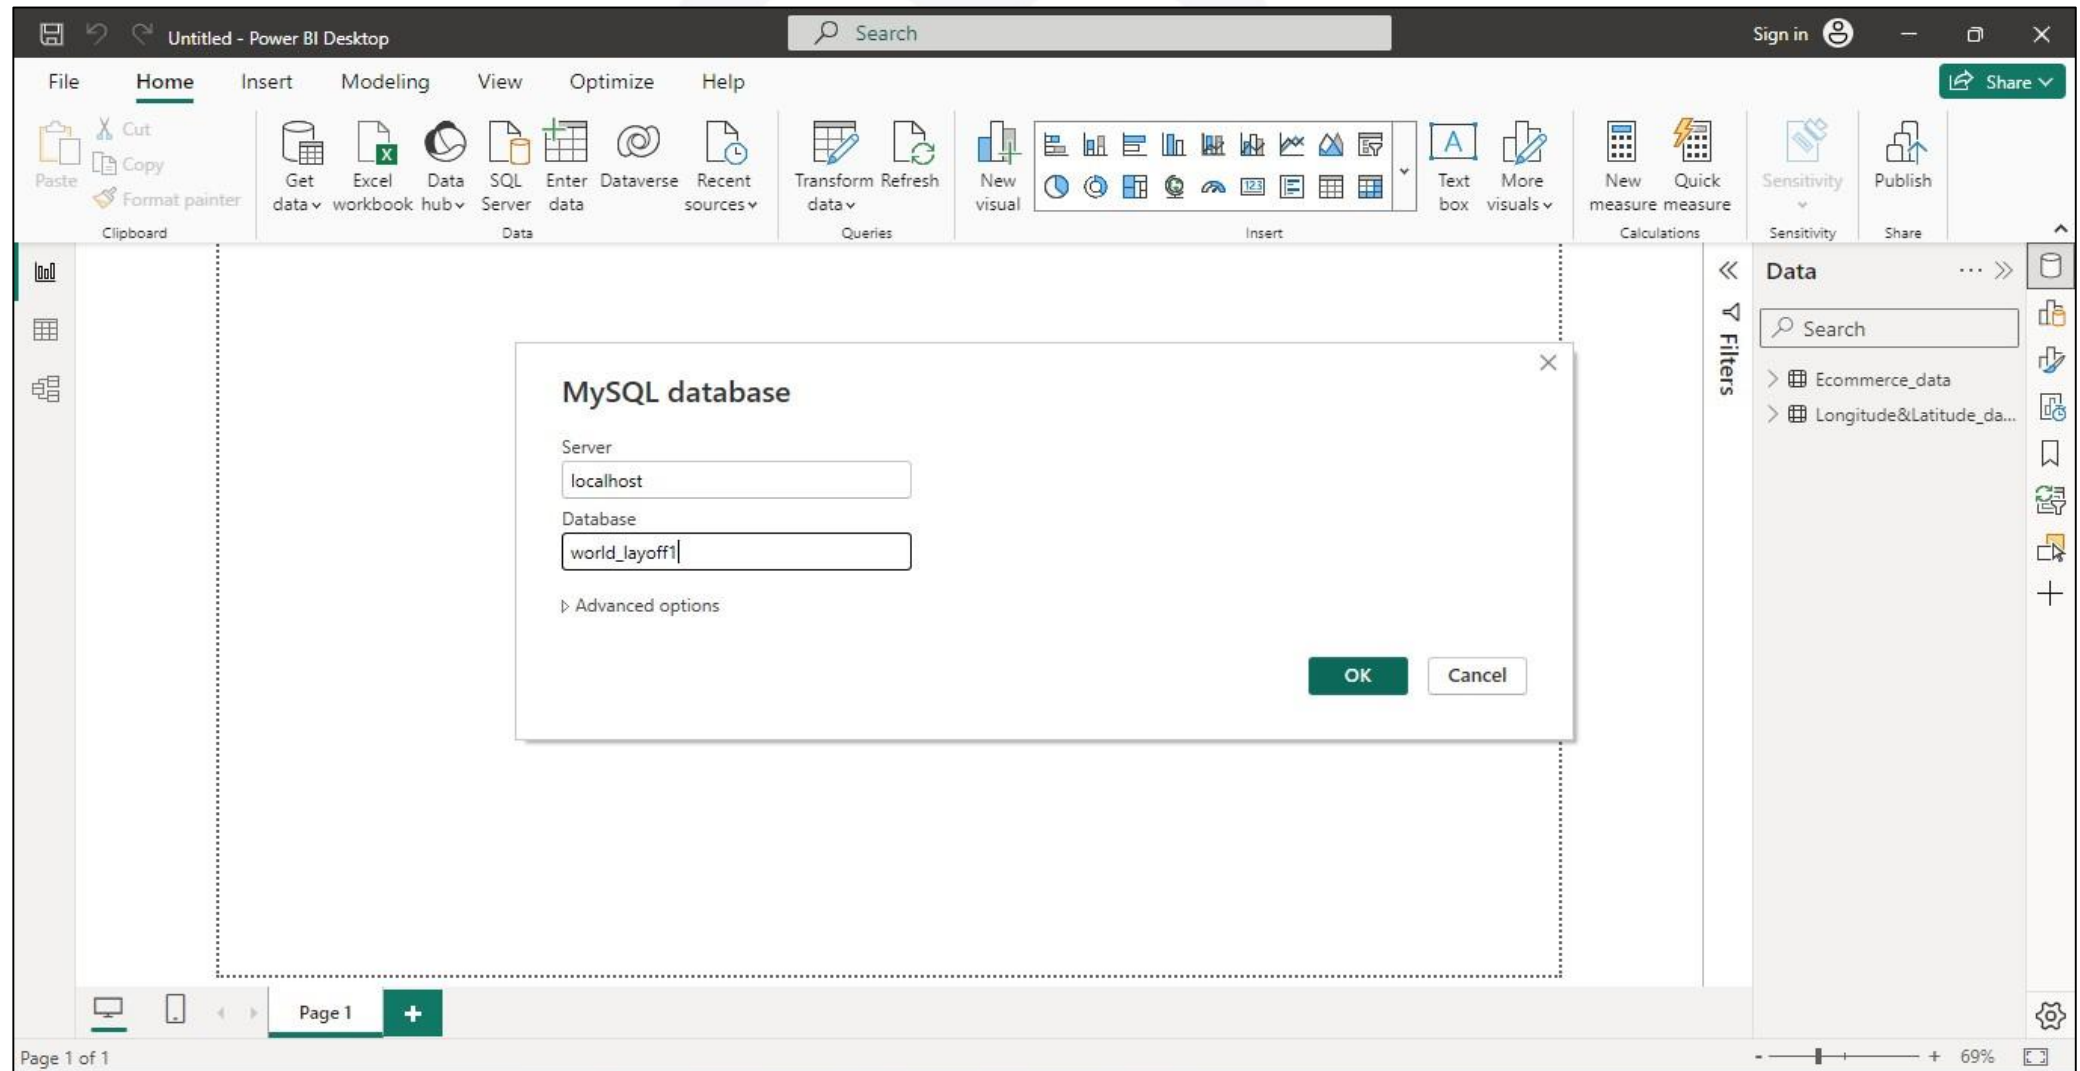 Untitled - Power BI Desktop
Search
Sign in
File Home Insert Modeling View Optimize Help
Share
Paste
Cut
Copy
Format painter
Clipboard
Get data
Excel workbook
Data hub
SQL Server
Enter data
Dataverse
Recent sources
Data
Transform data
Refresh
Queries
New visual
123
Insert
A
Text box
More visuals
New measure
Quick measure
Calculations
Sensitivity
Sensitivity
Publish
Share
Filters
Data
Search
Ecommerce_data
Longitude&Latitude_da...
MySQL database
Server
localhost
Database
world_layoff1
Advanced options
OK
Cancel
Page 1
+
Page 1 of 1
- + 69%